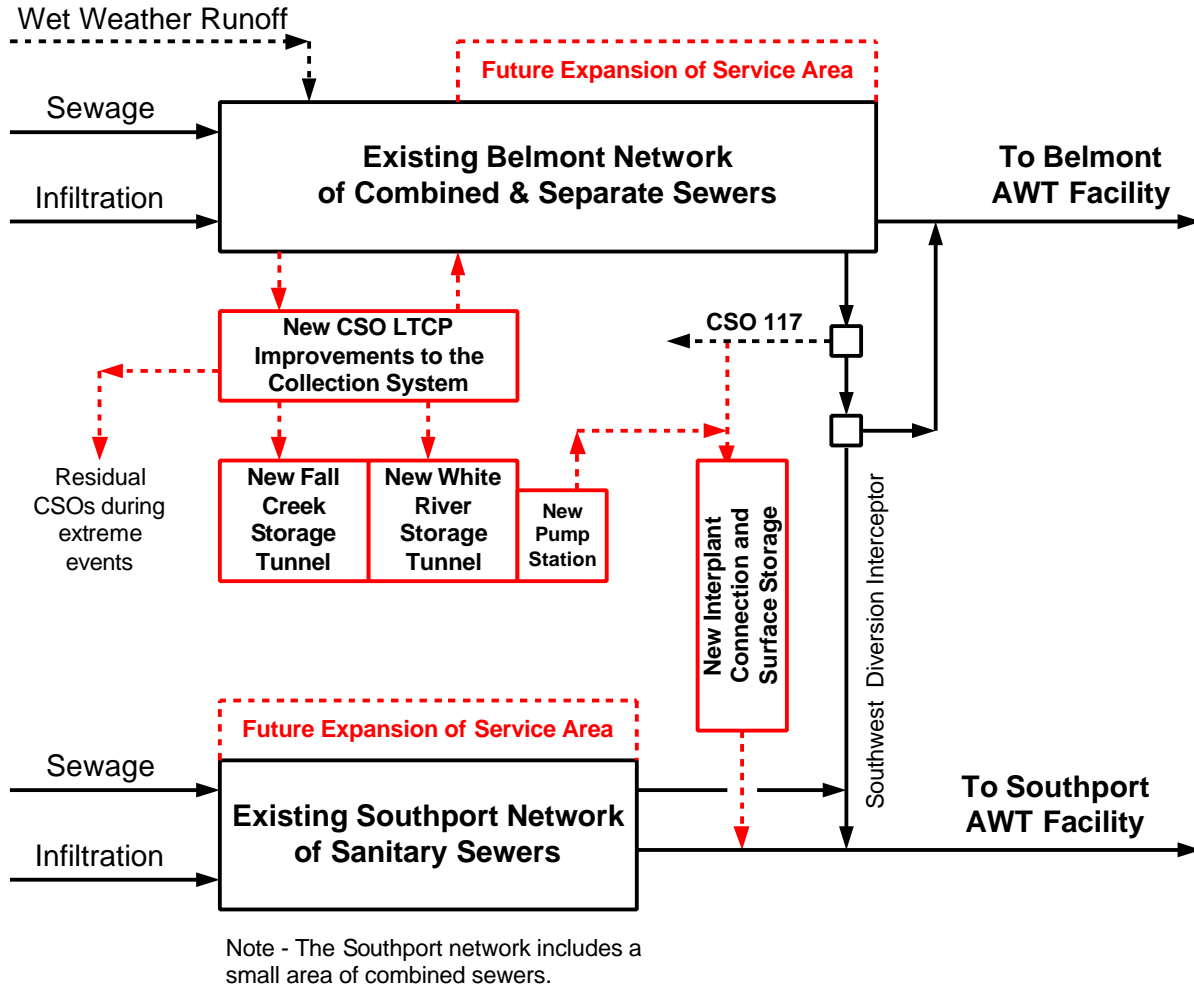 Wet Weather Runoff
Future Expansion of Service Area
Sewage
Existing Belmont Network
of Combined & Separate Sewers
To Belmont
AWT Facility
Infiltration
New CSO LTCP
Improvements to the
Collection System
CSO 117
Residual
CSOs during
extreme
events
New Fall
Creek
Storage
Tunnel
New White
River
Storage
Tunnel
New
Pump
Station
New Interplant
Connection and
Surface Storage
Southwest Diversion Interceptor
Future Expansion of Service Area
Sewage
Existing Southport Network
of Sanitary Sewers
To Southport
AWT Facility
Infiltration
Note - The Southport network includes a
small area of combined sewers.